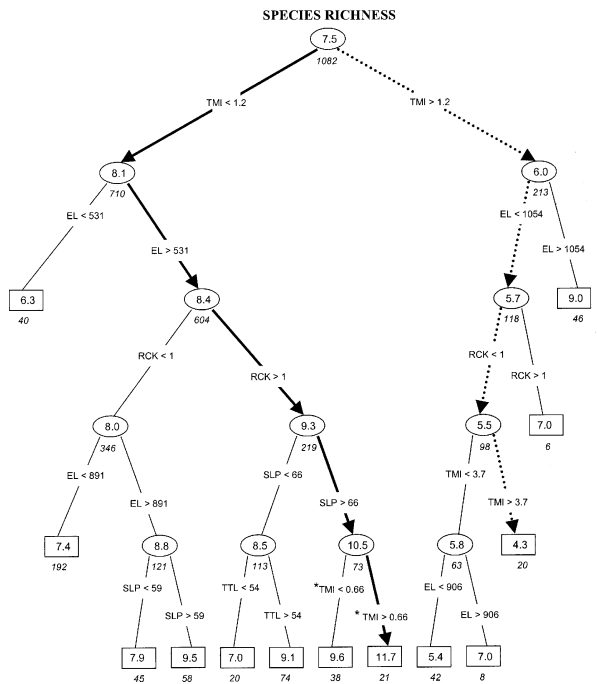 SPECIES RICHNESS
7.5
1082
TMI < 1.2
TMI > 1.2
8.1
710
6.0
213
EL < 531
EL < 1054
EL > 531
EL > 1054
6.3
40
8.4
604
5.7
118
9.0
46
RCK < 1
RCK < 1
RCK > 1
RCK > 1
8.0
346
9.3
219
5.5
98
7.0
6
EL < 891
SLP < 66
TMI < 3.7
EL > 891
SLP > 66
TMI > 3.7
7.4
192
8.8
121
8.5
113
10.5
73
5.8
63
4.3
20
SLP < 59
TTL < 54
*TMI < 0.66
EL < 906
SLP > 59
TTL > 54
* TMI > 0.66
EL > 906
7.9
45
9.5
58
7.0
20
9.1
74
9.6
38
11.7
21
5.4
42
7.0
8